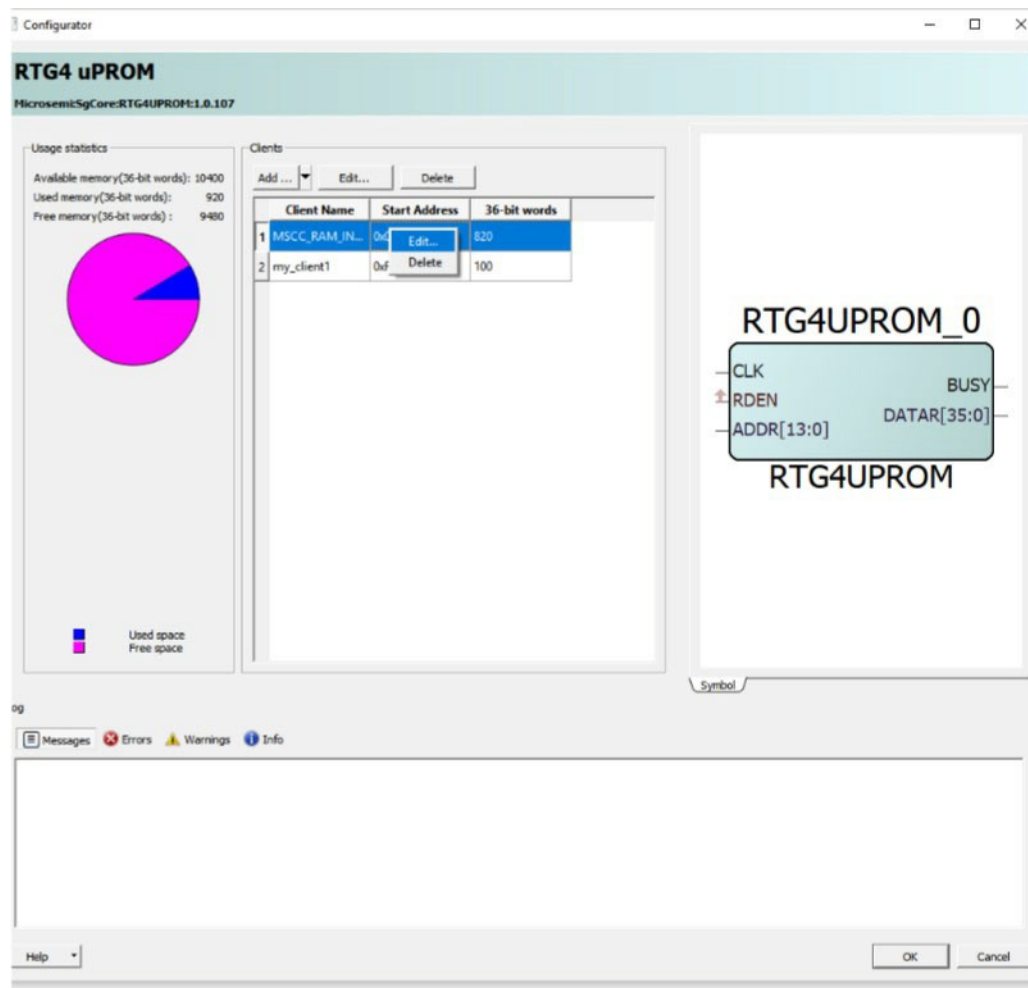 Configurator
RTG4 uPROM
Microsemi:SgCore:RTG4UPROM:1.0.107
Usage statistics
Available memory(36-bit words): 10400
Used memory(36-bit words): 920
Free memory(36-bit words) : 9480
Used space
Free space
Clients
Add ... Edit... Delete
Client Name Start Address 36-bit words
1 MSCC_RAM_IN... 820
Edit...
Delete
2 my_client1 0xF 100
RTG4UPROM_0
CLK
BUSY
RDEN
DATAR[35:0]
ADDR[13:0]
RTG4UPROM
Symbol
og
Messages Errors Warnings Info
Help OK Cancel